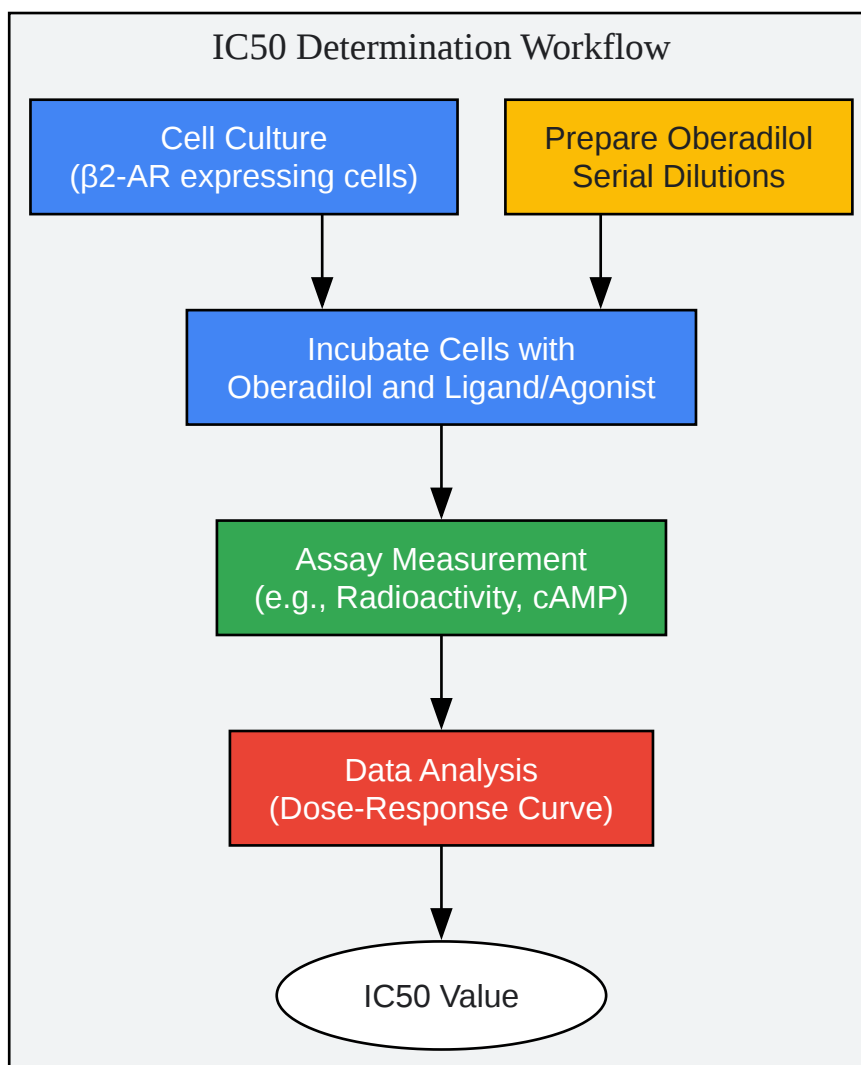 IC50 Determination Workflow
Cell Culture
(β2-AR expressing cells)
Prepare Oberadilol
Serial Dilutions
Incubate Cells with
Oberadilol and Ligand/Agonist
Assay Measurement
(e.g., Radioactivity, cAMP)
Data Analysis
(Dose-Response Curve)
IC50 Value